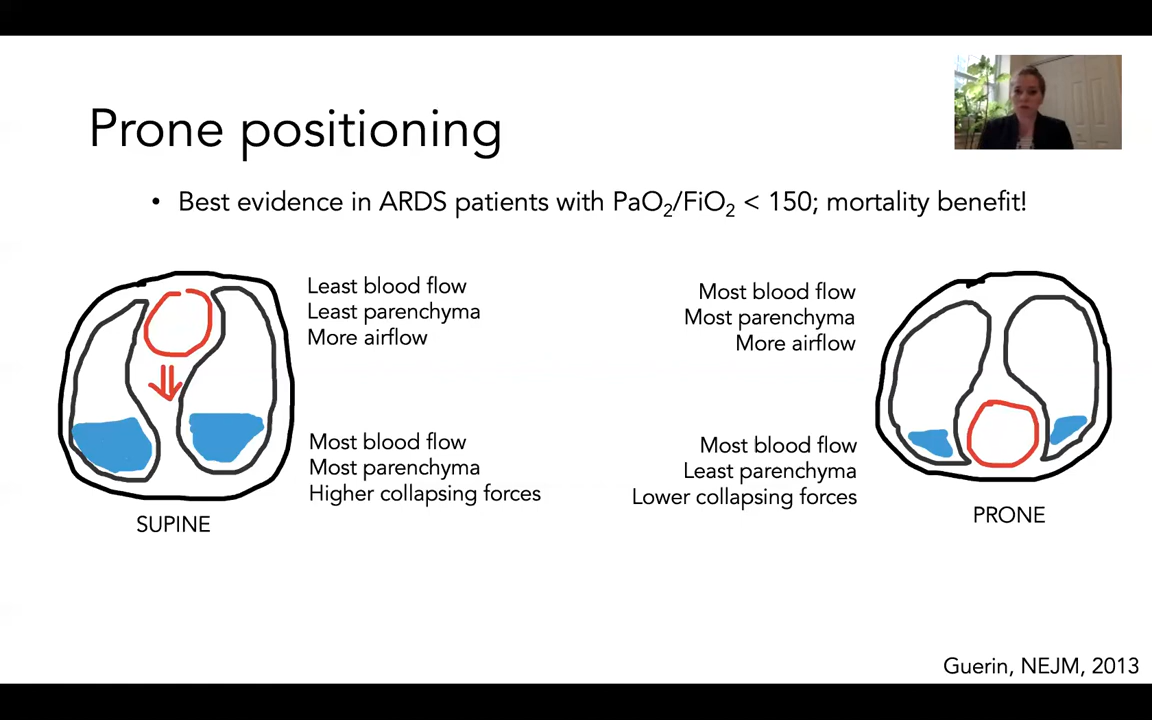 Prone positioning
• Best evidence in ARDS patients with PaO₂/FiO₂ < 150; mortality benefit!
Least blood flow
Least parenchyma
More airflow
Most blood flow
Most parenchyma
Higher collapsing forces
SUPINE
Most blood flow
Most parenchyma
More airflow
Most blood flow
Least parenchyma
Lower collapsing forces
PRONE
Guerin, NEJM, 2013